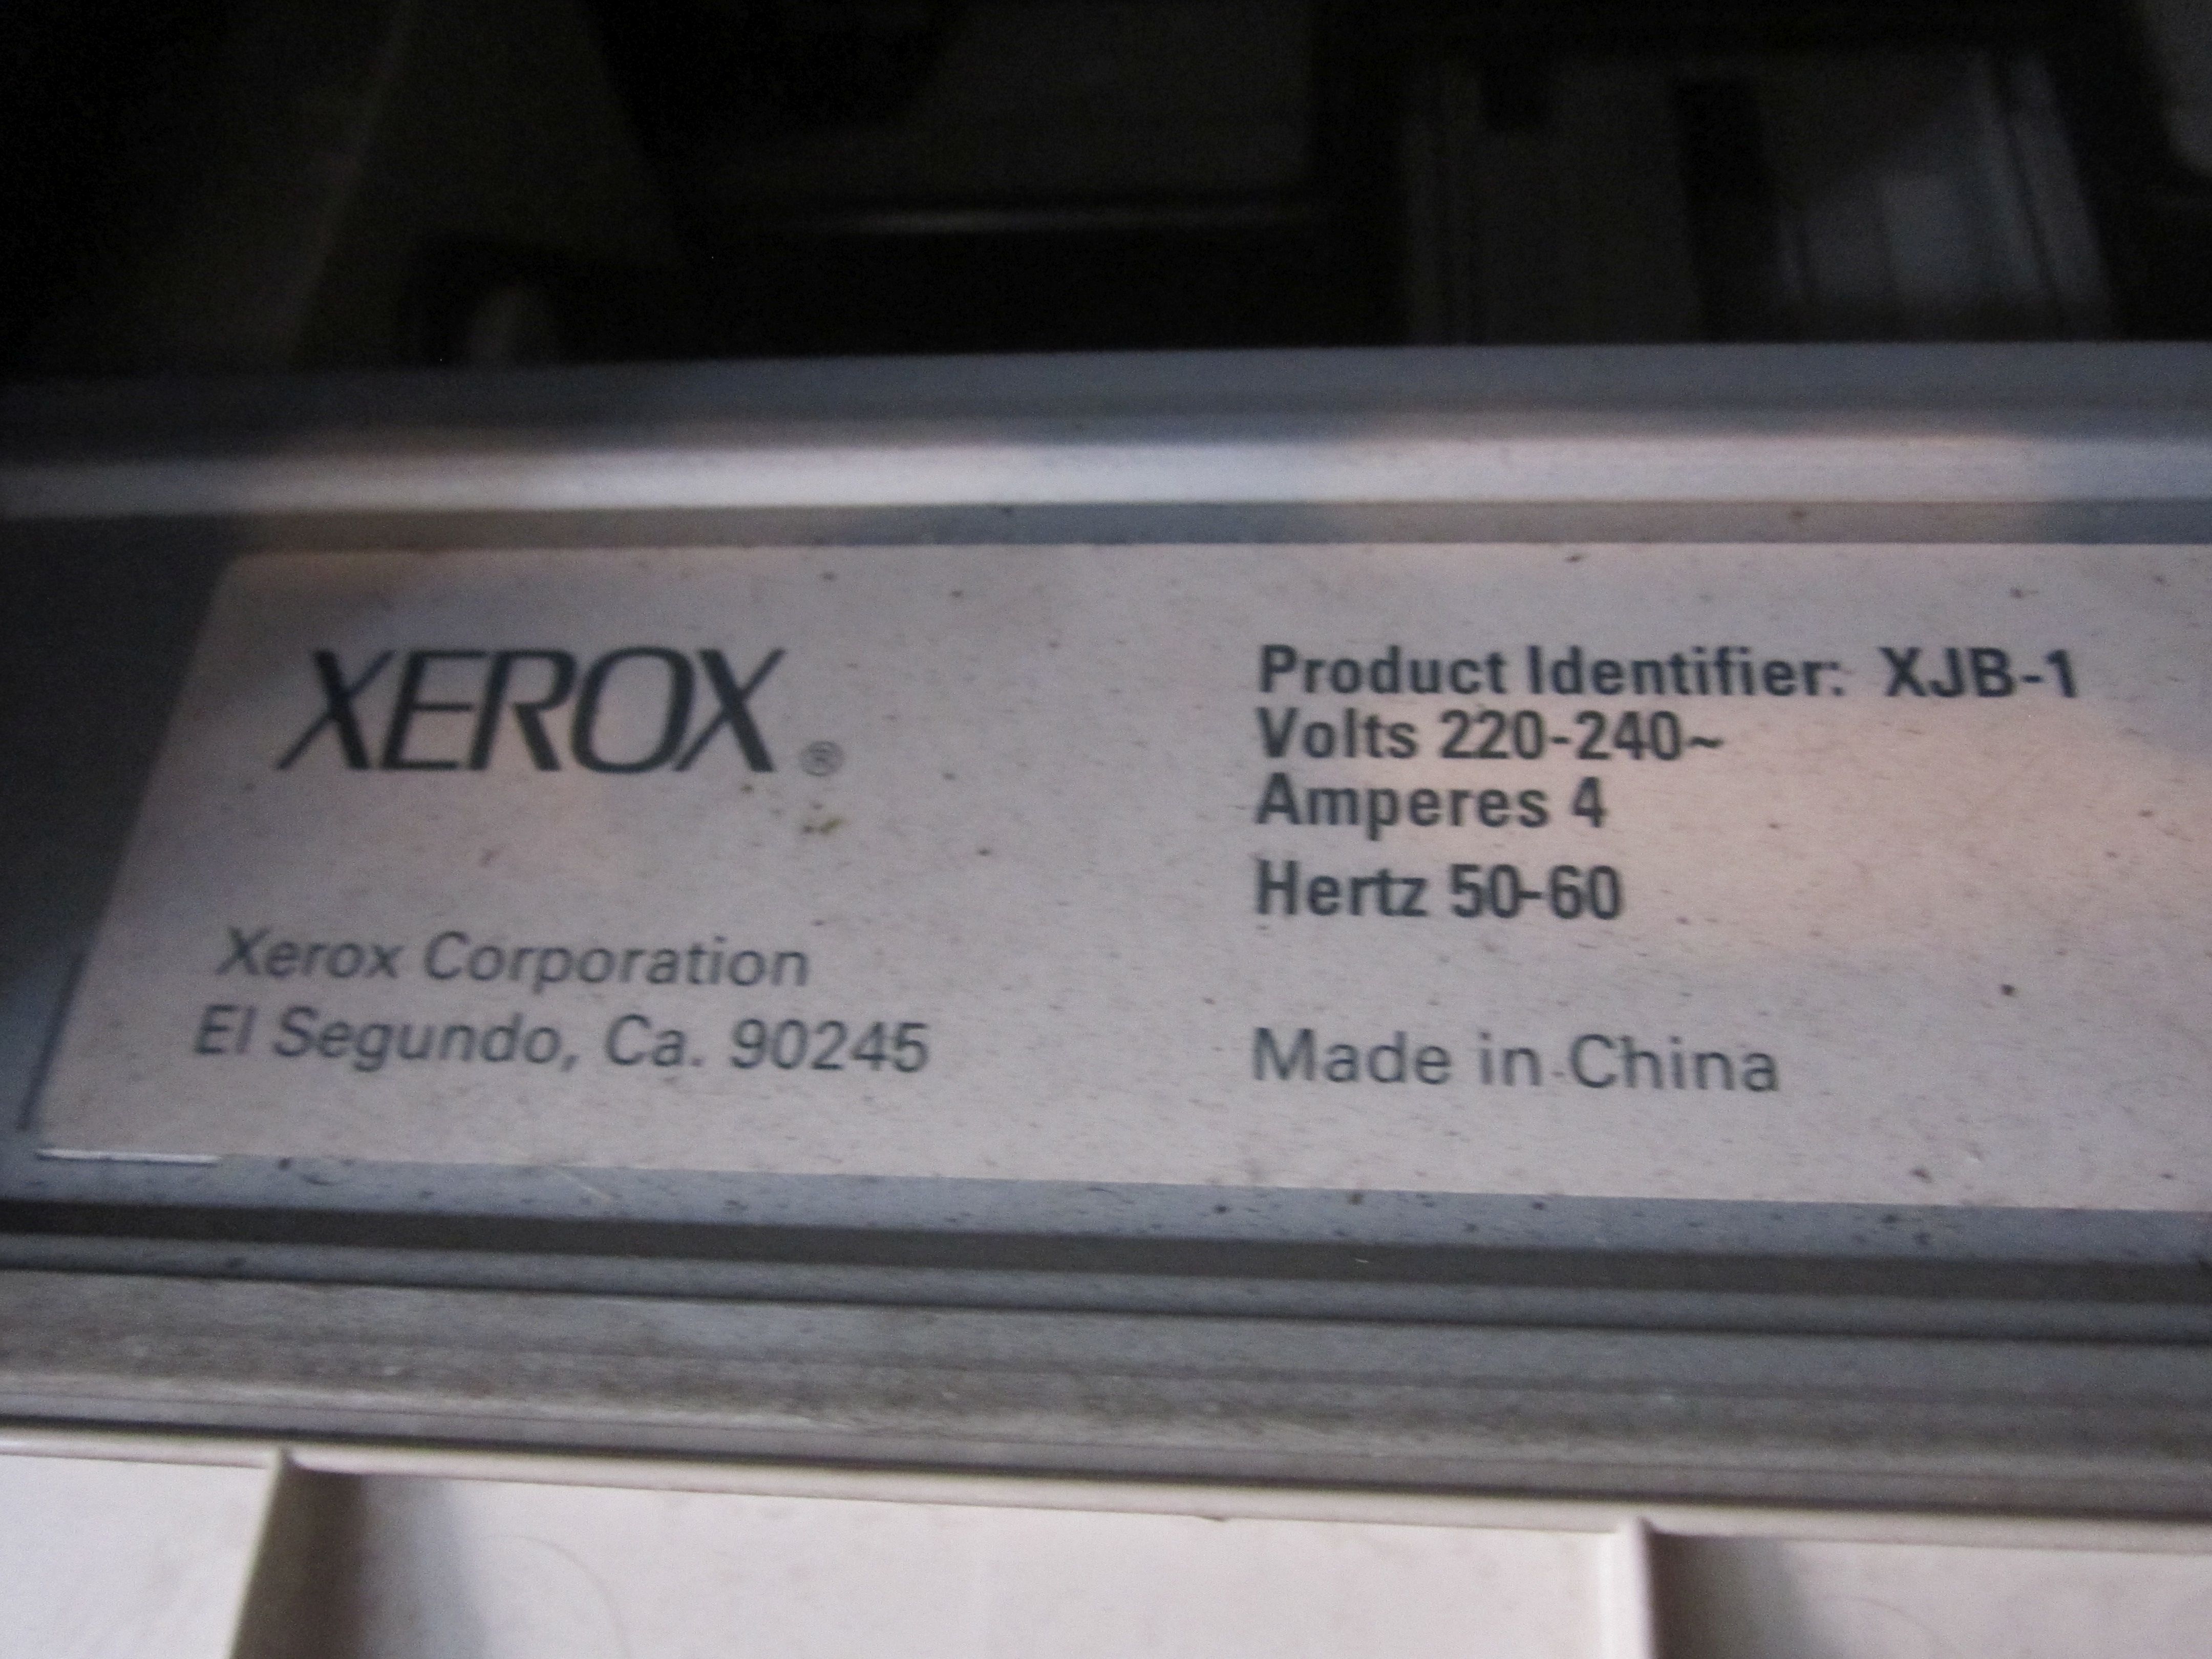 XEROX®
Xerox Corporation
El Segundo, Ca. 90245
Product Identifier: XJB-1
Volts 220-240~
Amperes 4
Hertz 50-60
Made in China